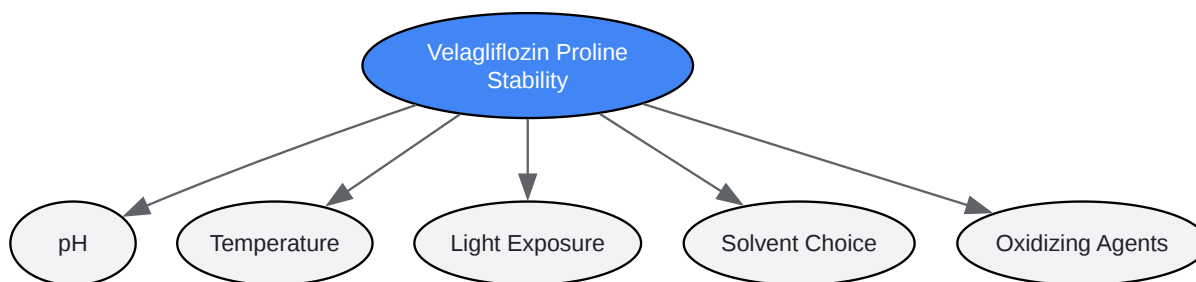 Velagliflozin Proline
Stability
pH
Temperature
Light Exposure
Solvent Choice
Oxidizing Agents